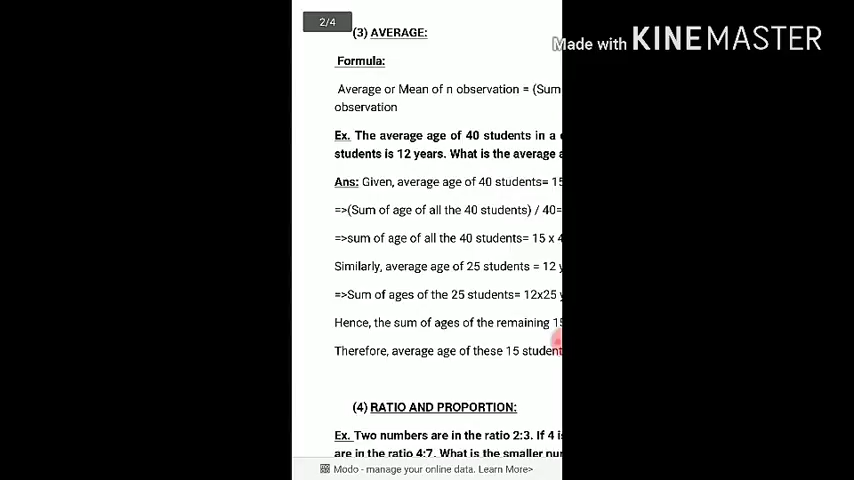 2/4
Made with KINEMASTER
(3) AVERAGE:
Formula:
Average or Mean of n observation = (Sum
observation
Ex. The average age of 40 students in a
students is 12 years. What is the average
Ans: Given, average age of 40 students= 15
=>(Sum of age of all the 40 students) / 40=
=>sum of age of all the 40 students= 15 x 4
Similarly, average age of 25 students = 12
=>Sum of ages of the 25 students= 12x25
Hence, the sum of ages of the remaining 15
Therefore, average age of these 15 student
(4) RATIO AND PROPORTION:
Ex. Two numbers are in the ratio 2:3. If 4
are in the ratio 4:7. What is the smaller
Modo - manage your online data. Learn More>